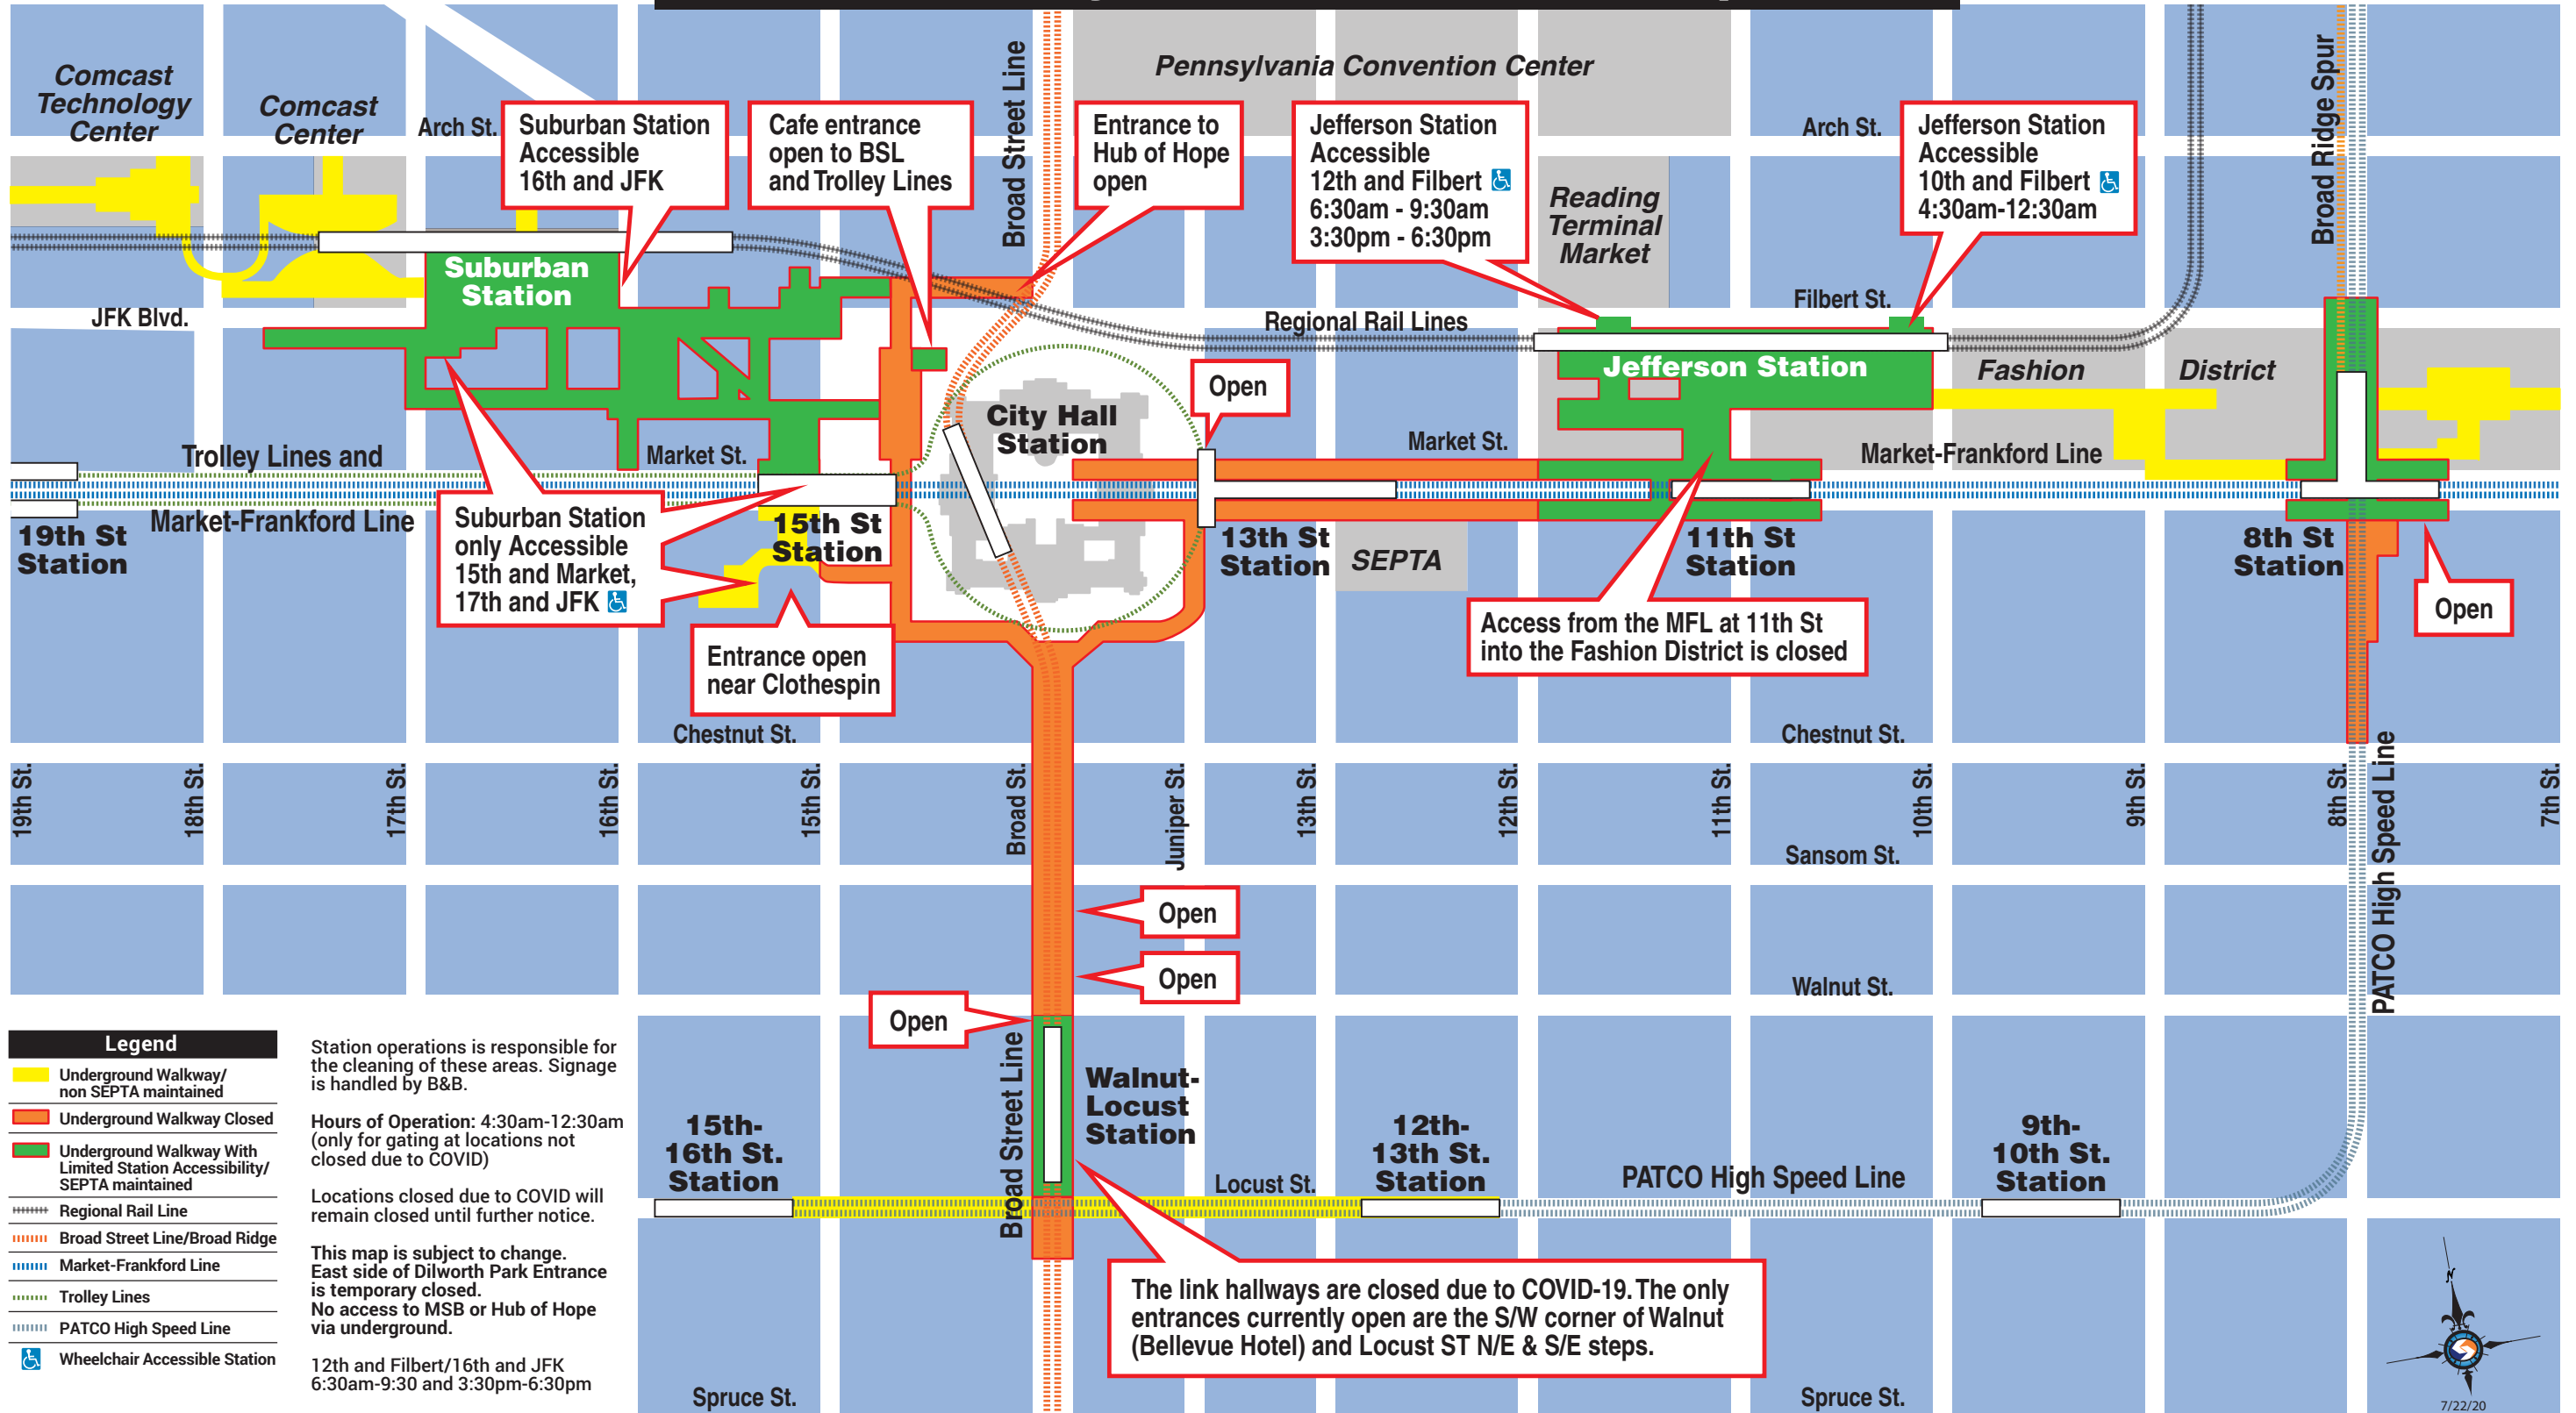 Comcast
Technology
Center
Comcast
Center
Arch St.
Suburban Station
Accessible
16th and JFK
Cafe entrance
open to BSL
and Trolley Lines
Broad Street Line
Pennsylvania Convention Center
Entrance to
Hub of Hope
open
Jefferson Station
Accessible
12th and Filbert
6:30am - 9:30am
3:30pm - 6:30pm
Reading
Terminal
Market
Arch St.
Jefferson Station
Accessible
10th and Filbert
4:30am-12:30am
Broad Ridge Spur
Suburban
Station
JFK Blvd.
Regional Rail Lines
Filbert St.
Jefferson Station
Fashion
District
Open
City Hall
Station
Trolley Lines and
Market-Frankford Line
Market St.
Market St.
Market-Frankford Line
19th St
Station
Suburban Station
only Accessible
15th and Market,
17th and JFK
15th St
Station
13th St
Station
SEPTA
11th St
Station
8th St
Station
Open
Entrance open
near Clothespin
Access from the MFL at 11th St
into the Fashion District is closed
Chestnut St.
Chestnut St.
19th St.
18th St.
17th St.
16th St.
15th St.
Broad St.
Juniper St.
13th St.
12th St.
11th St.
10th St.
9th St.
8th St.
7th St.
PATCO High Speed Line
Sansom St.
Open
Open
Walnut St.
Open
Broad Street Line
Walnut-
Locust
Station
15th-
16th St.
Station
12th-
13th St.
Station
9th-
10th St.
Station
Locust St.
PATCO High Speed Line
The link hallways are closed due to COVID-19. The only
entrances currently open are the S/W corner of Walnut
(Bellevue Hotel) and Locust ST N/E & S/E steps.
Spruce St.
Spruce St.
Legend
Underground Walkway/
non SEPTA maintained
Underground Walkway Closed
Underground Walkway With
Limited Station Accessibility/
SEPTA maintained
Regional Rail Line
Broad Street Line/Broad Ridge
Market-Frankford Line
Trolley Lines
PATCO High Speed Line
Wheelchair Accessible Station
Station operations is responsible for
the cleaning of these areas. Signage
is handled by B&B.
Hours of Operation: 4:30am-12:30am
(only for gating at locations not
closed due to COVID)
Locations closed due to COVID will
remain closed until further notice.
This map is subject to change.
East side of Dilworth Park Entrance
is temporary closed.
No access to MSB or Hub of Hope
via underground.
12th and Filbert/16th and JFK
6:30am-9:30 and 3:30pm-6:30pm
N
7/22/20